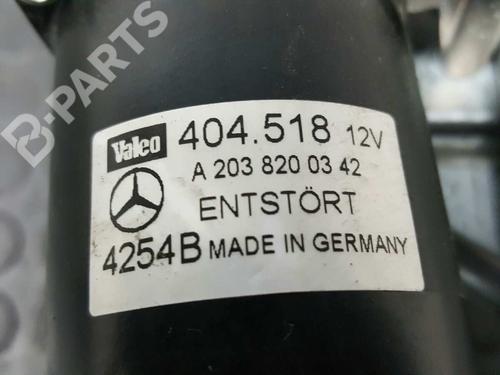 B-PARTS
Valeo 404.518 12V
A 203 820 03 42
ENTSTÖRT
4254B MADE IN GERMANY